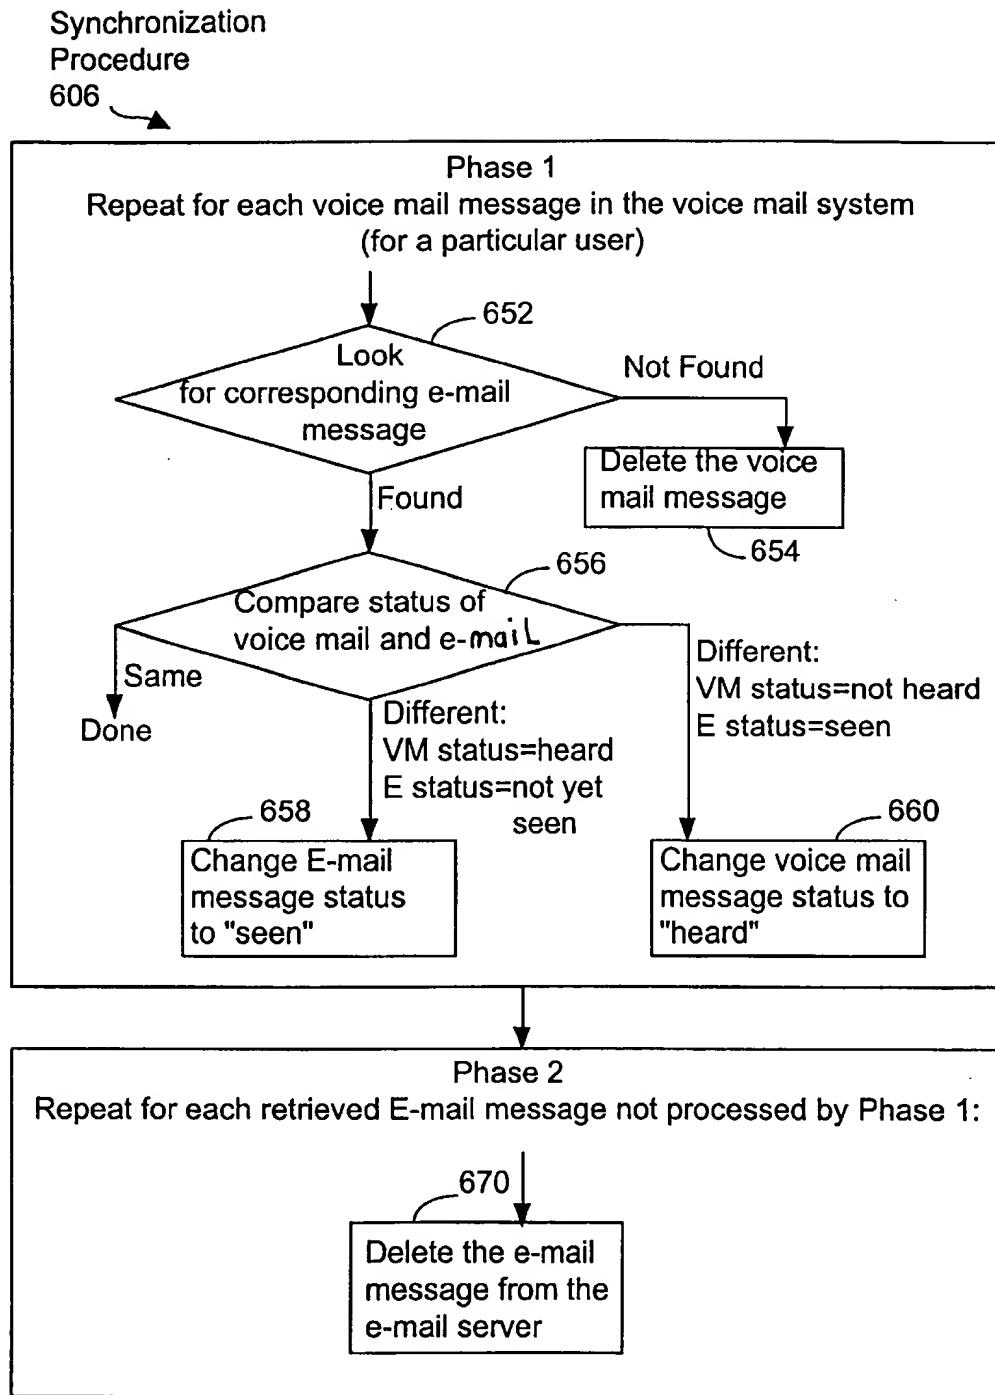 Synchronization
Procedure
606
Phase 1
Repeat for each voice mail message in the voice mail system
(for a particular user)
652
Look
for corresponding e-mail
message
Not Found
Delete the voice
mail message
654
Found
656
Compare status of
voice mail and e-mail
Same
Done
Different:
VM status=heard
E status=not yet
seen
Different:
VM status=not heard
E status=seen
658
Change E-mail
message status
to "seen"
660
Change voice mail
message status to
"heard"
Phase 2
Repeat for each retrieved E-mail message not processed by Phase 1:
670
Delete the e-mail
message from the
e-mail server